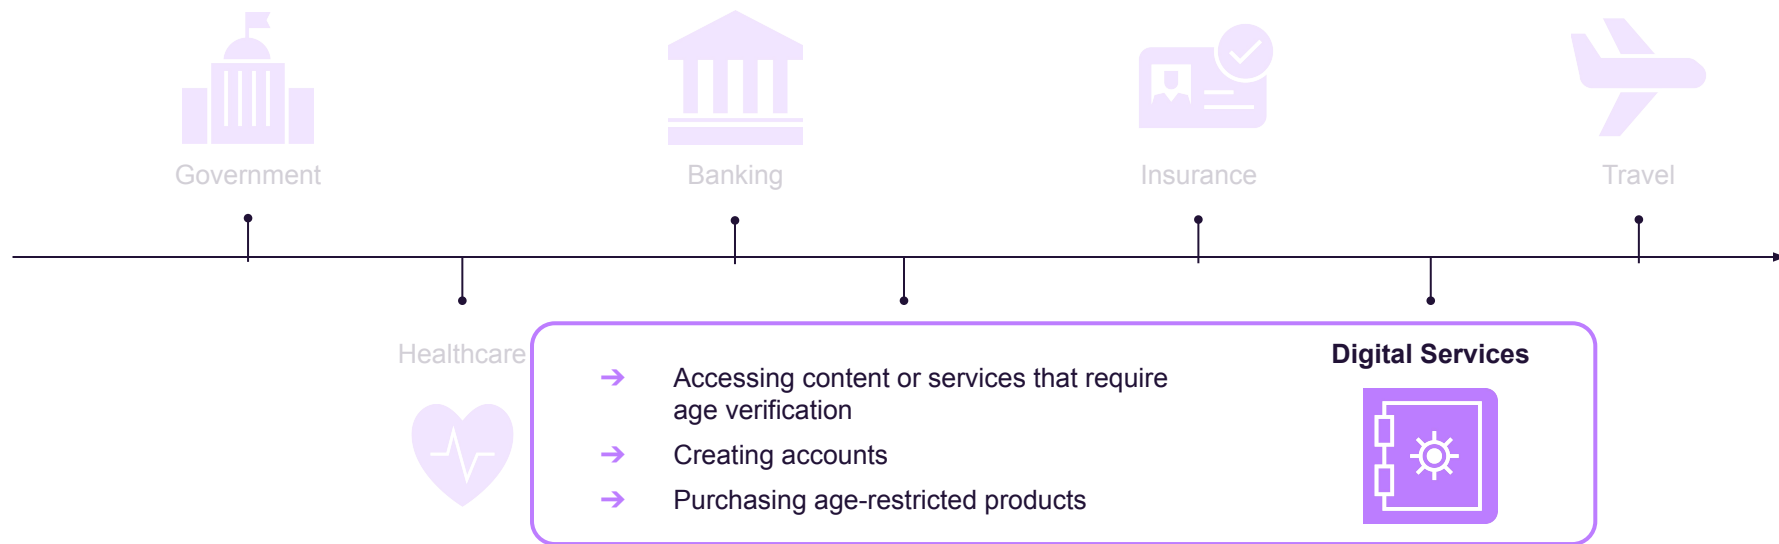 Government
Banking
Insurance
Travel
Healthcare
Digital Services
➔ Accessing content or services that require
age verification
➔ Creating accounts
➔ Purchasing age-restricted products